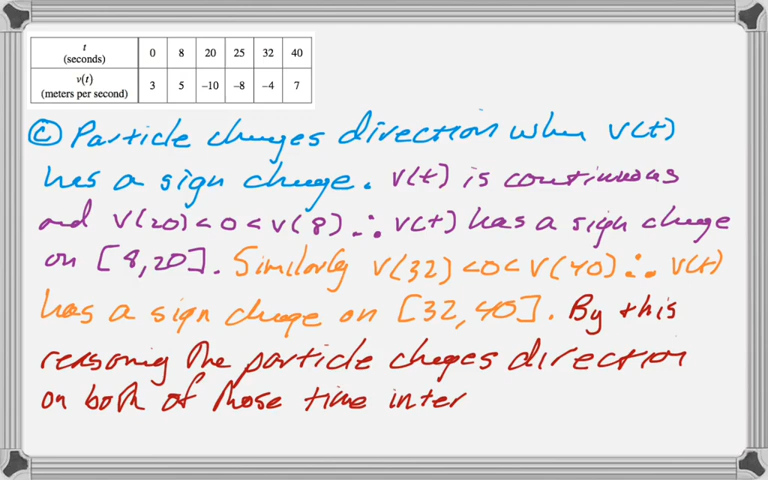 t (seconds) 0 8 20 25 32 40
v(t) (meters per second) 3 5 −10 −8 −4 7
Ⓒ Particle changes direction when v(t)
has a sign change. v(t) is continuous
and v(20)<0<v(8) ∴ v(t) has a sign change
on [8,20]. Similarly v(32)<0<v(40) ∴ v(t)
has a sign change on [32,40]. By this
reasoning the particle changes direction
on both of those time inter